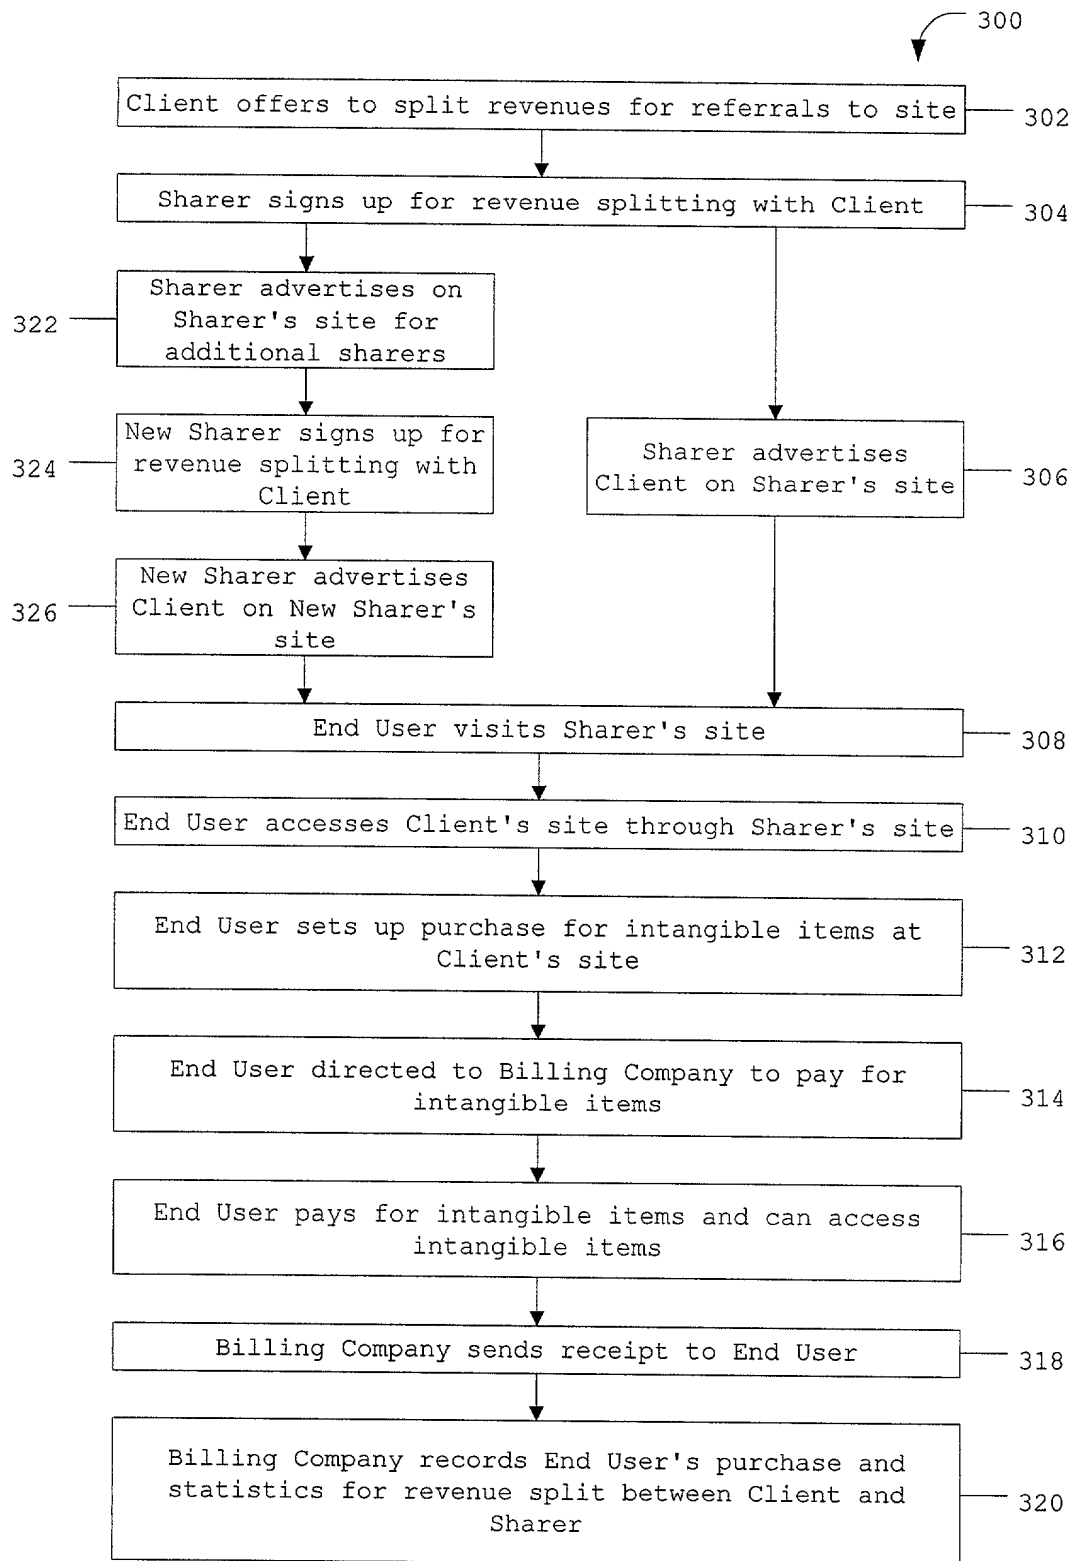 300
Client offers to split revenues for referrals to site
302
Sharer signs up for revenue splitting with Client
304
Sharer advertises on
Sharer's site for
additional sharers
322
New Sharer signs up for
revenue splitting with
Client
324
Sharer advertises
Client on Sharer's site
306
New Sharer advertises
Client on New Sharer's
site
326
End User visits Sharer's site
308
End User accesses Client's site through Sharer's site
310
End User sets up purchase for intangible items at
Client's site
312
End User directed to Billing Company to pay for
intangible items
314
End User pays for intangible items and can access
intangible items
316
Billing Company sends receipt to End User
318
Billing Company records End User's purchase and
statistics for revenue split between Client and
Sharer
320